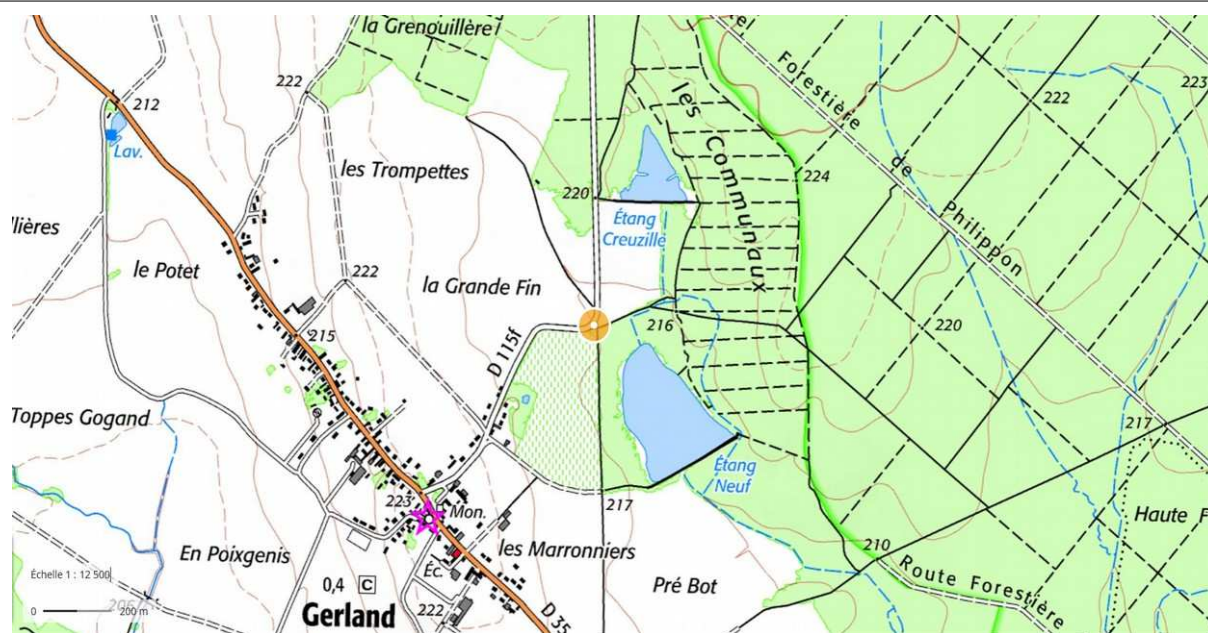 la Grenouillère
Forestière
de
Philippon
222
223
212
222
Lav.
les Trompettes
les Communaux
224
220
Étang
Creuzille
llières
le Potet
222
la Grande Fin
216
220
215
D 115f
Toppes Gogand
217
Étang
Neuf
223
Mon.
217
Haute F
En Poixgenis
les Marronniers
210
Route Forestière
Échelle 1 : 12 500
Éc.
0,4 C
Pré Bot
0 200 m
Gerland
222
D 35